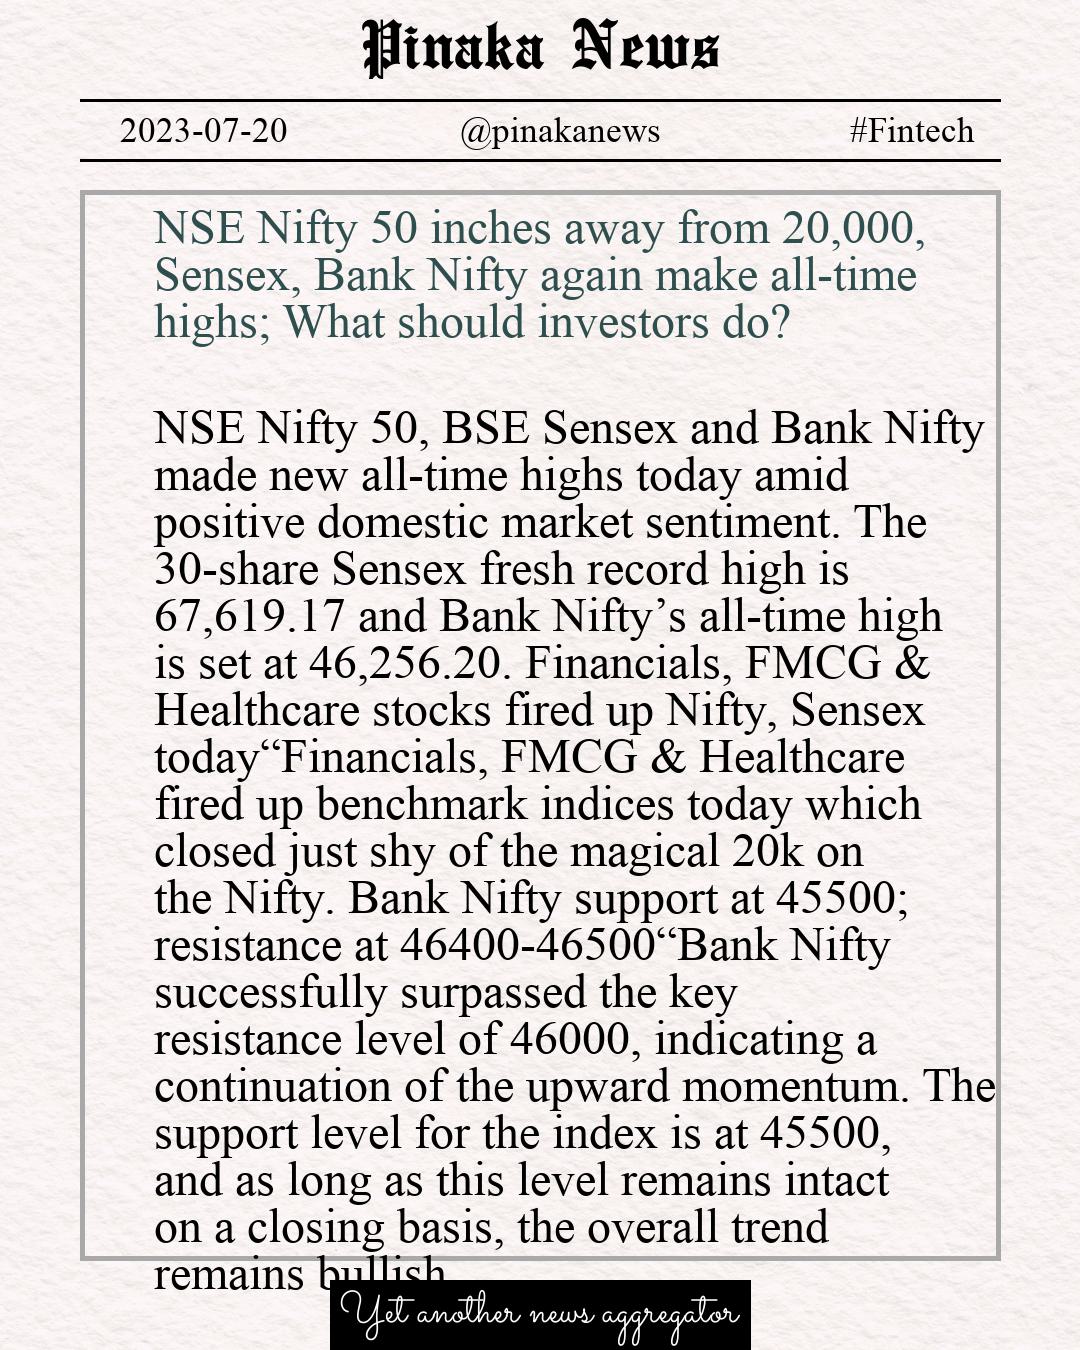 Pinaka News
2023-07-20 @pinakanews #Fintech
NSE Nifty 50 inches away from 20,000,
Sensex, Bank Nifty again make all-time
highs; What should investors do?
NSE Nifty 50, BSE Sensex and Bank Nifty
made new all-time highs today amid
positive domestic market sentiment. The
30-share Sensex fresh record high is
67,619.17 and Bank Nifty’s all-time high
is set at 46,256.20. Financials, FMCG &
Healthcare stocks fired up Nifty, Sensex
today“Financials, FMCG & Healthcare
fired up benchmark indices today which
closed just shy of the magical 20k on
the Nifty. Bank Nifty support at 45500;
resistance at 46400-46500“Bank Nifty
successfully surpassed the key
resistance level of 46000, indicating a
continuation of the upward momentum. The
support level for the index is at 45500,
and as long as this level remains intact
on a closing basis, the overall trend
remains bullish
Yet another news aggregator